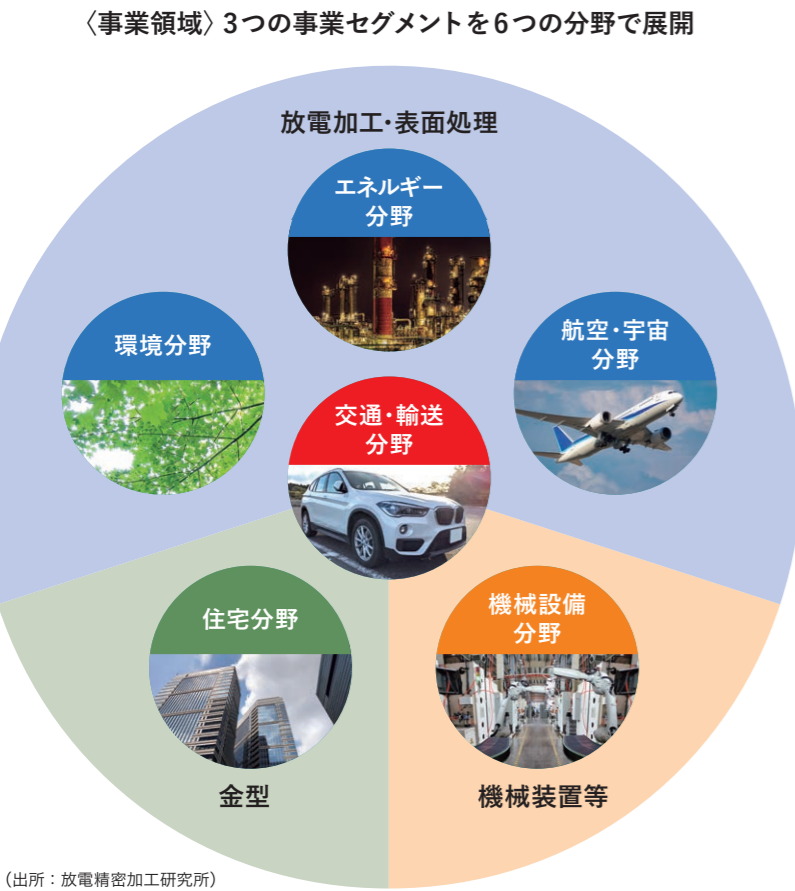 〈事業領域〉3つの事業セグメントを6つの分野で展開
放電加工・表面処理
エネルギー
分野
環境分野
航空・宇宙
分野
交通・輸送
分野
住宅分野
機械設備
分野
金型
機械装置等
(出所：放電精密加工研究所)